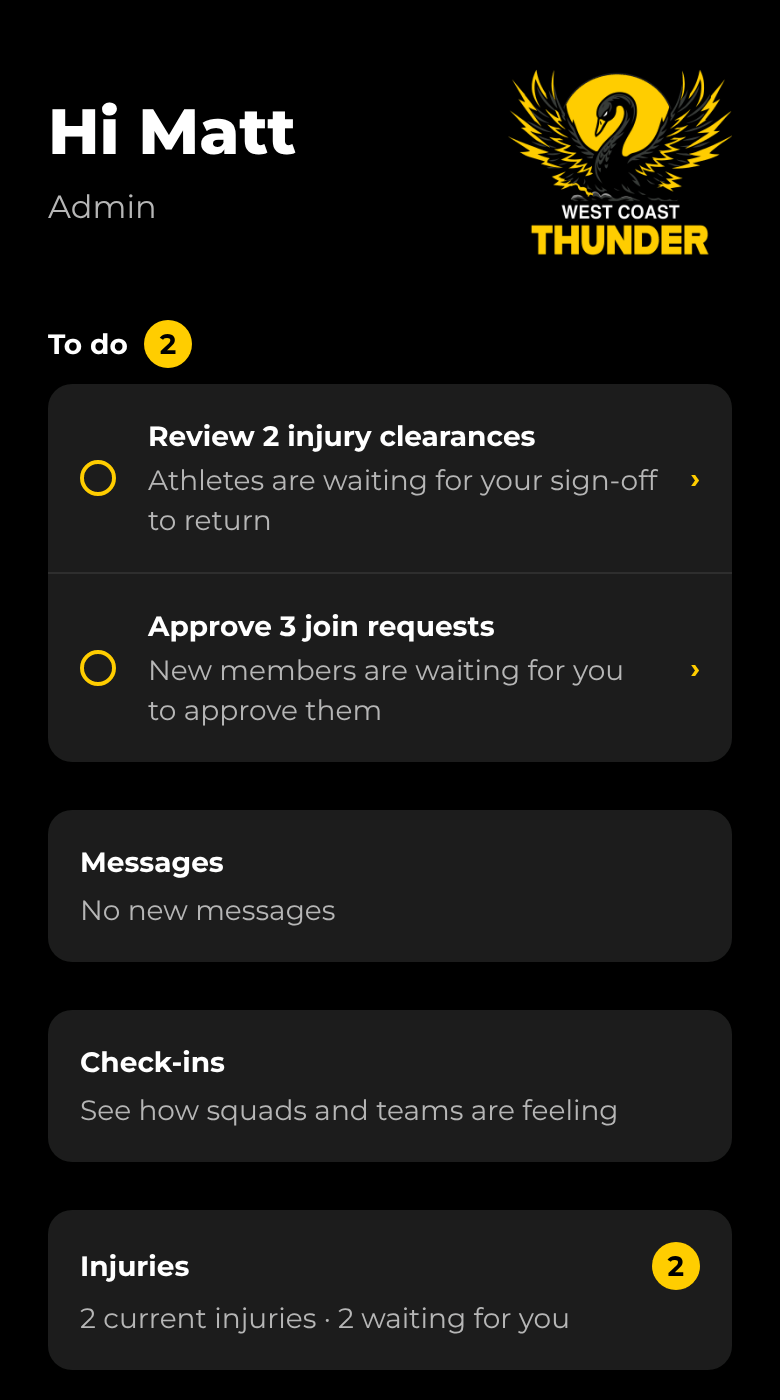 Hi Matt
Admin
WEST COAST
THUNDER
To do 2
Review 2 injury clearances
Athletes are waiting for your sign-off ›
to return
Approve 3 join requests
New members are waiting for you ›
to approve them
Messages
No new messages
Check-ins
See how squads and teams are feeling
Injuries 2
2 current injuries · 2 waiting for you